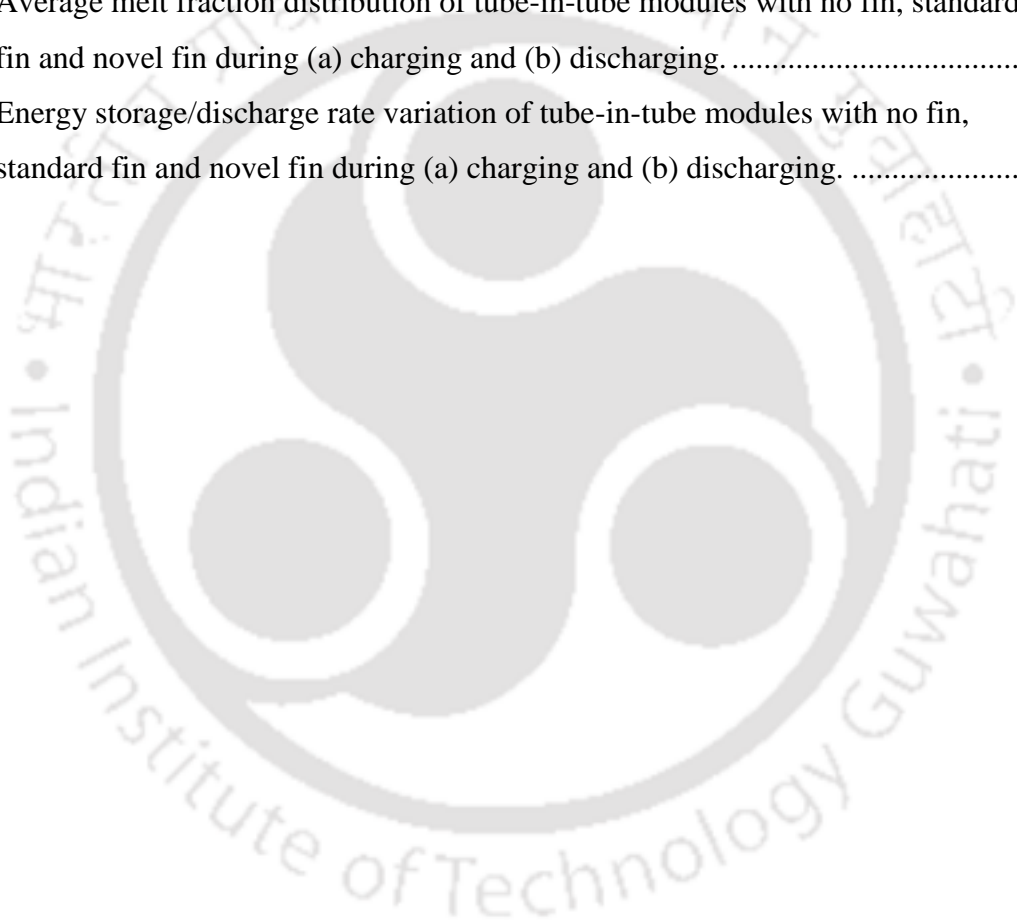 Average melt fraction distribution of tube-in-tube modules with no fin, standard
fin and novel fin during (a) charging and (b) discharging. ..................................
Energy storage/discharge rate variation of tube-in-tube modules with no fin,
standard fin and novel fin during (a) charging and (b) discharging. .....................
Indian Institute of Technology Guwahati